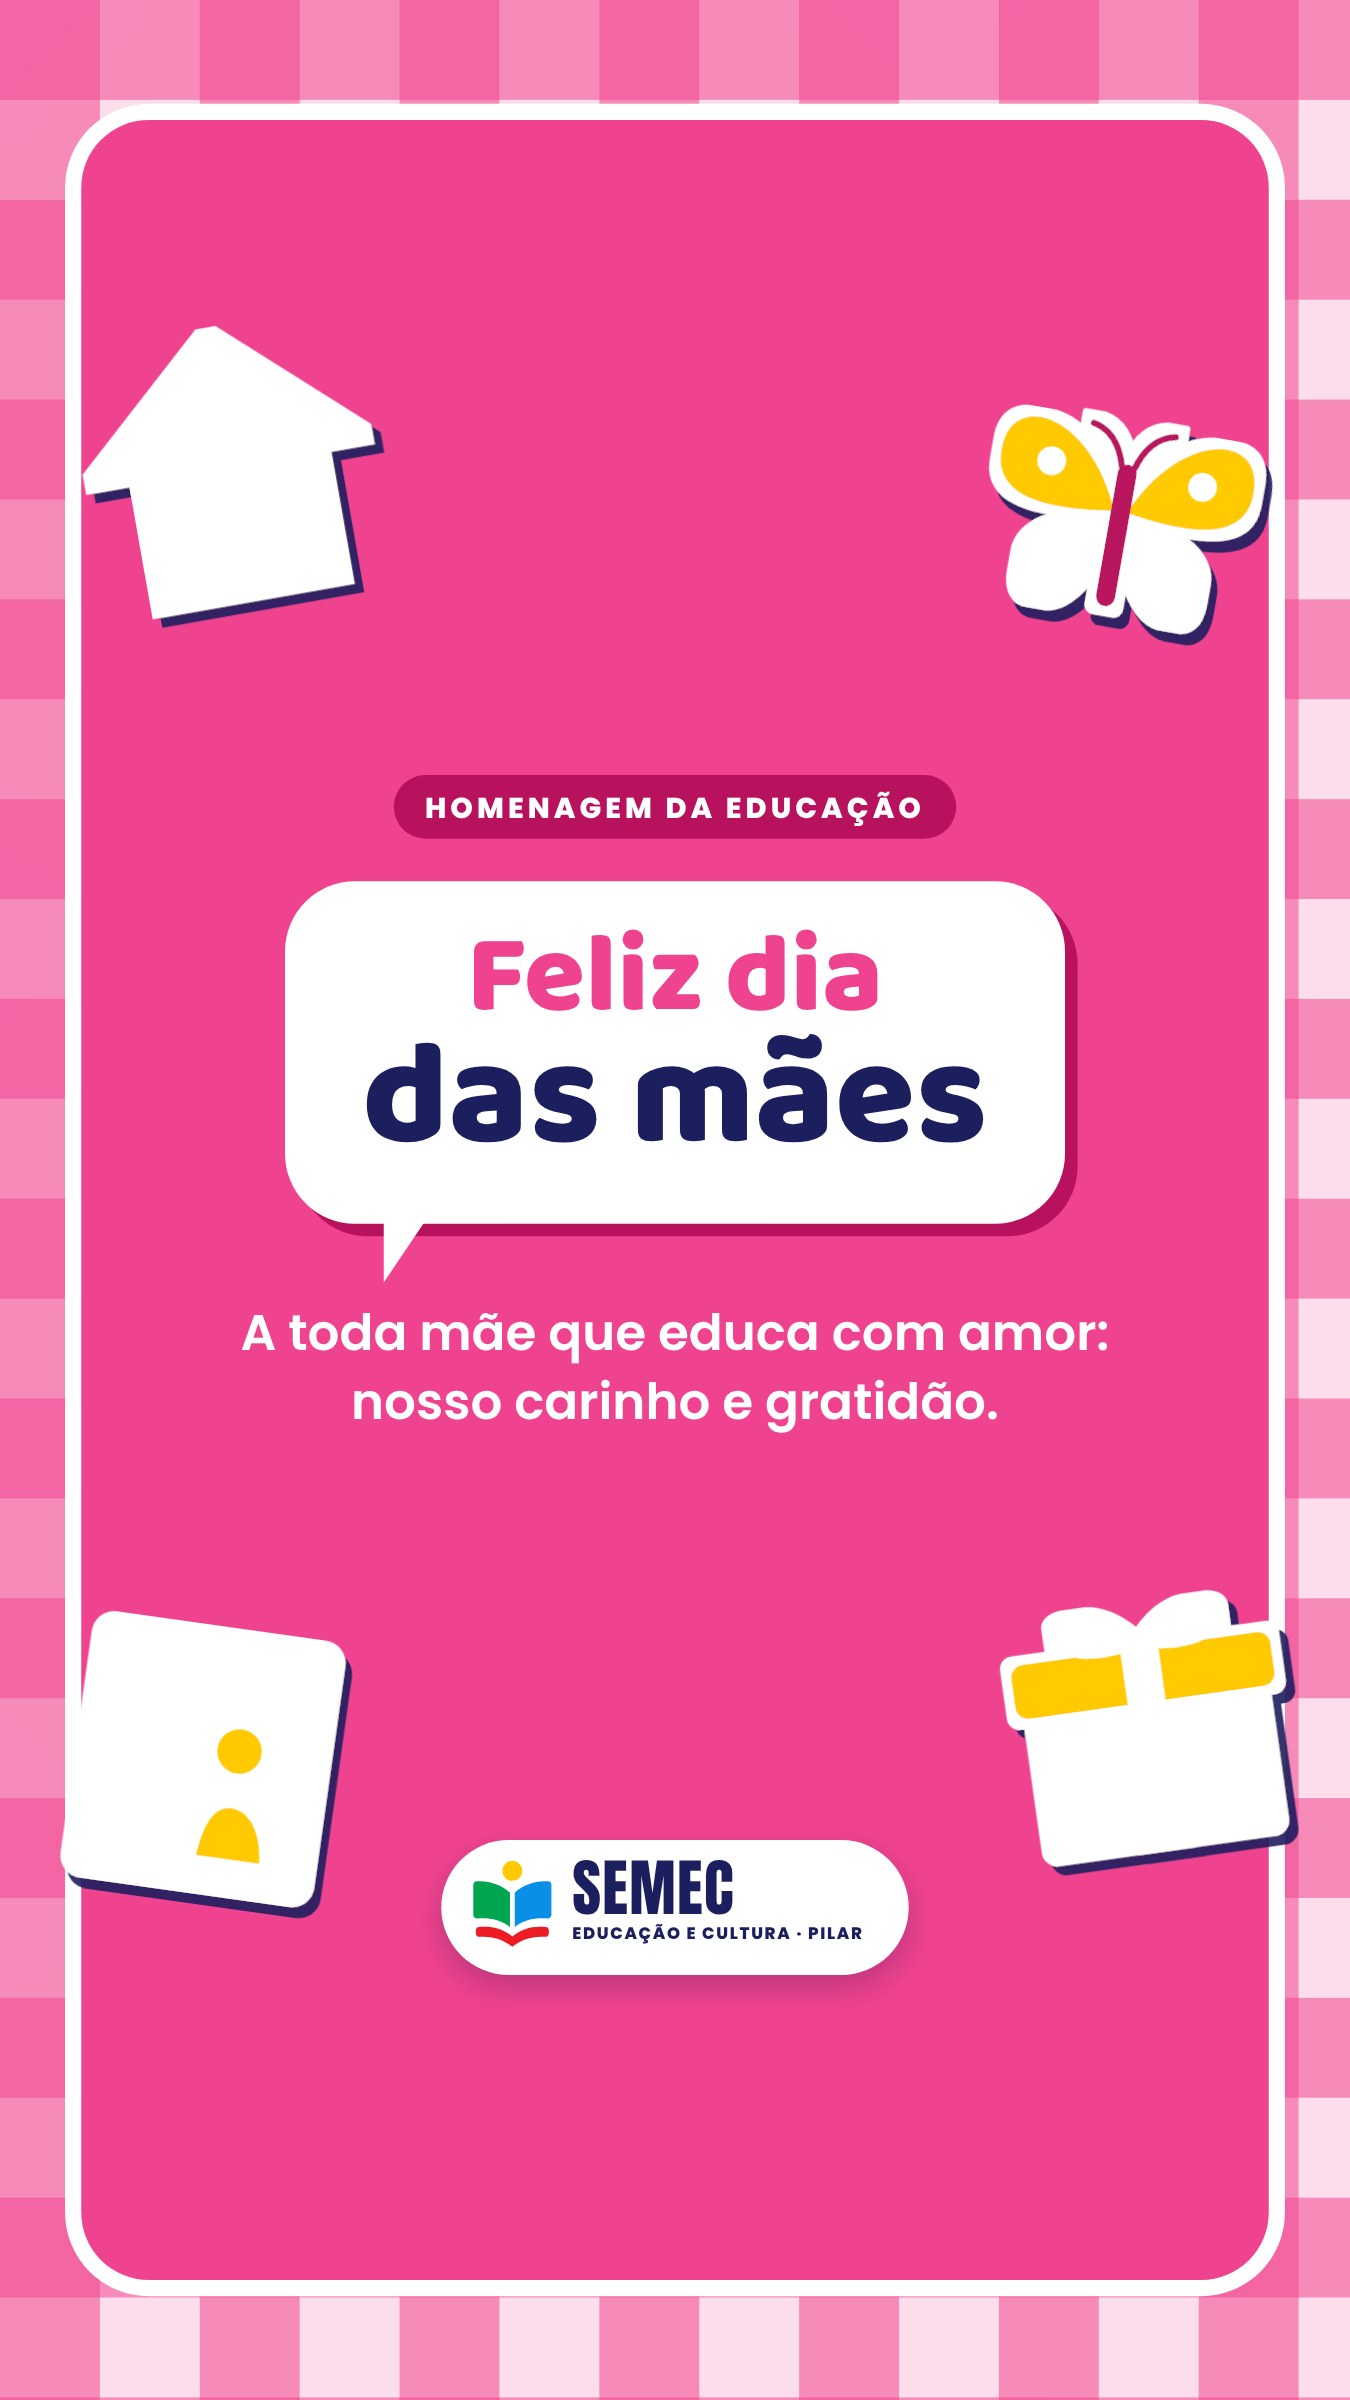 HOMENAGEM DA EDUCAÇÃO
Feliz dia
das mães
A toda mãe que educa com amor:
nosso carinho e gratidão.
SEMEC
EDUCAÇÃO E CULTURA · PILAR